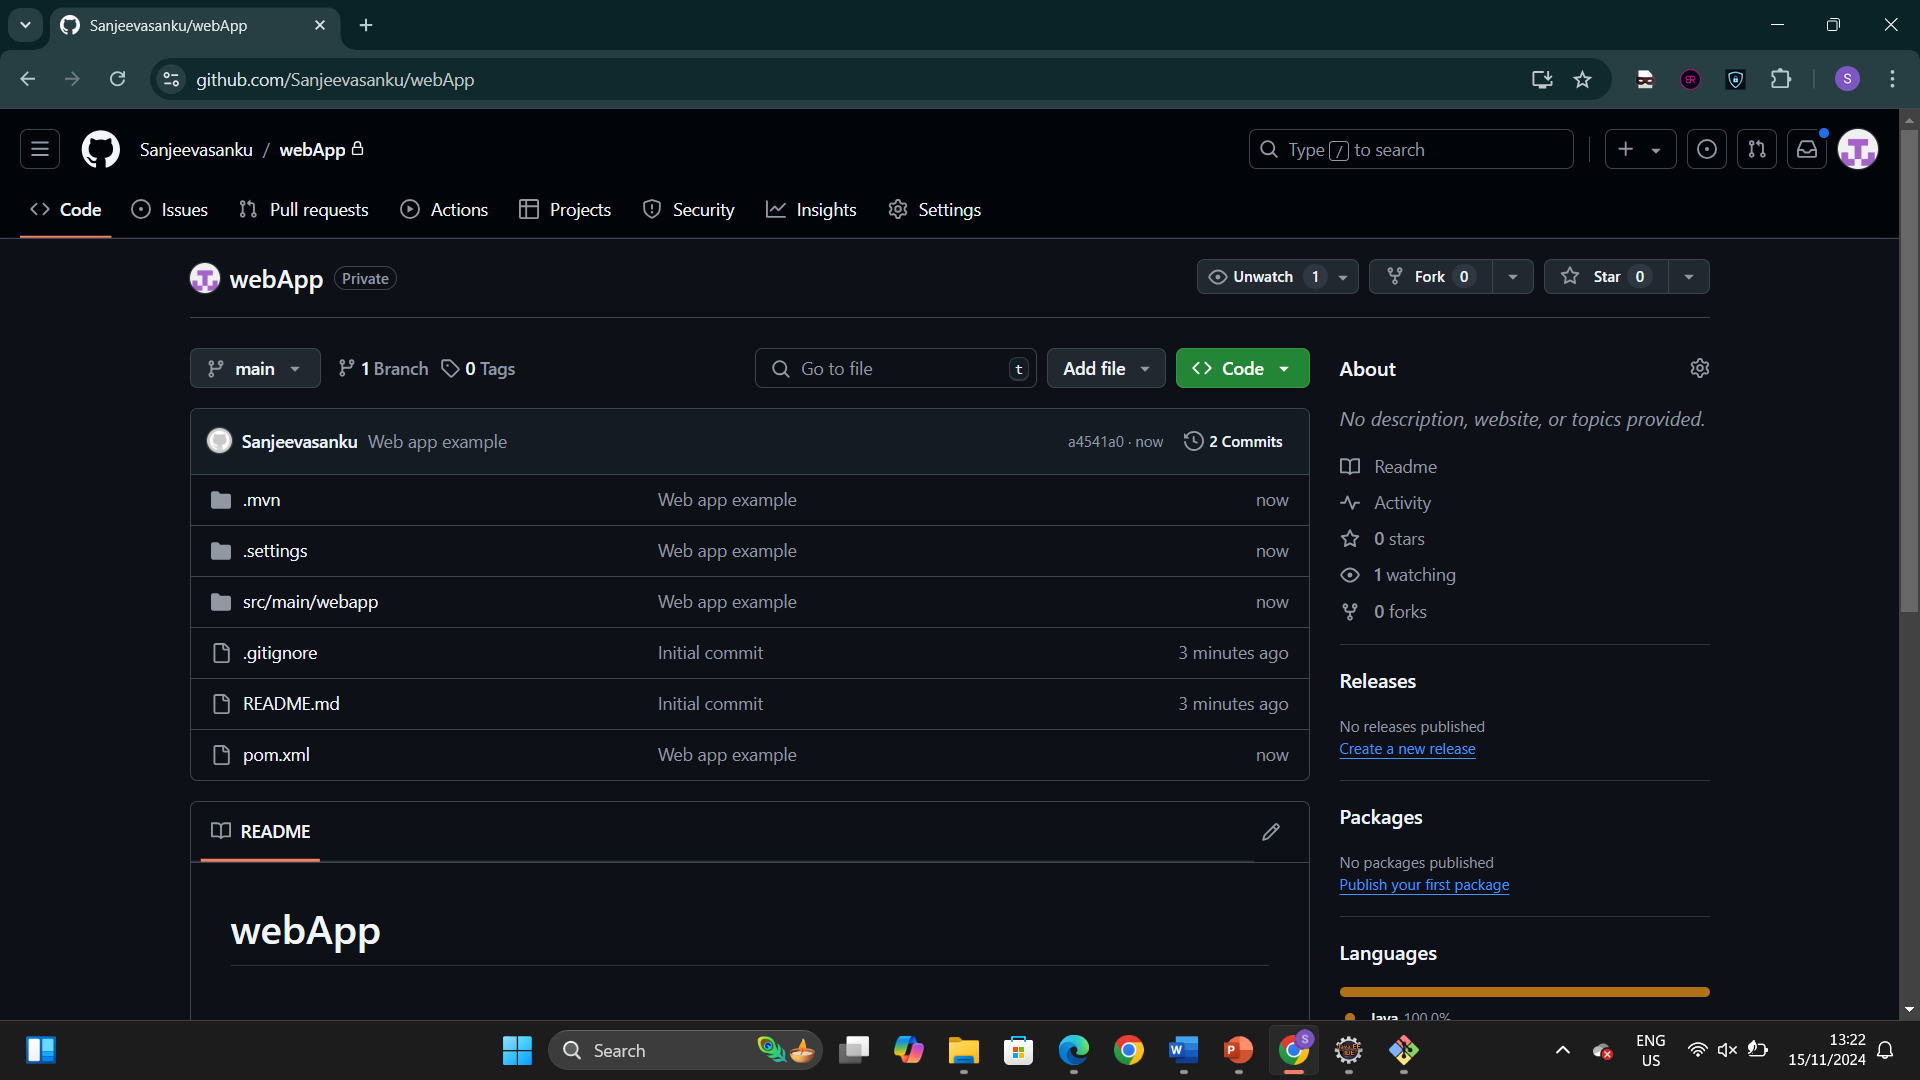 Sanjeevasanku/webApp
github.com/Sanjeevasanku/webApp
S
Sanjeevasanku / webApp
Type / to search
Code
Issues
Pull requests
Actions
Projects
Security
Insights
Settings
webApp
Private
Unwatch 1
Fork 0
Star 0
main
1 Branch
0 Tags
Go to file
t
Add file
Code
Sanjeevasanku Web app example
a4541a0 · now
2 Commits
.mvn Web app example now
.settings Web app example now
src/main/webapp Web app example now
.gitignore Initial commit 3 minutes ago
README.md Initial commit 3 minutes ago
pom.xml Web app example now
README
webApp
About
No description, website, or topics provided.
Readme
Activity
0 stars
1 watching
0 forks
Releases
No releases published
Create a new release
Packages
No packages published
Publish your first package
Languages
Java 100.0%
Search
ENG
US
13:22
15/11/2024